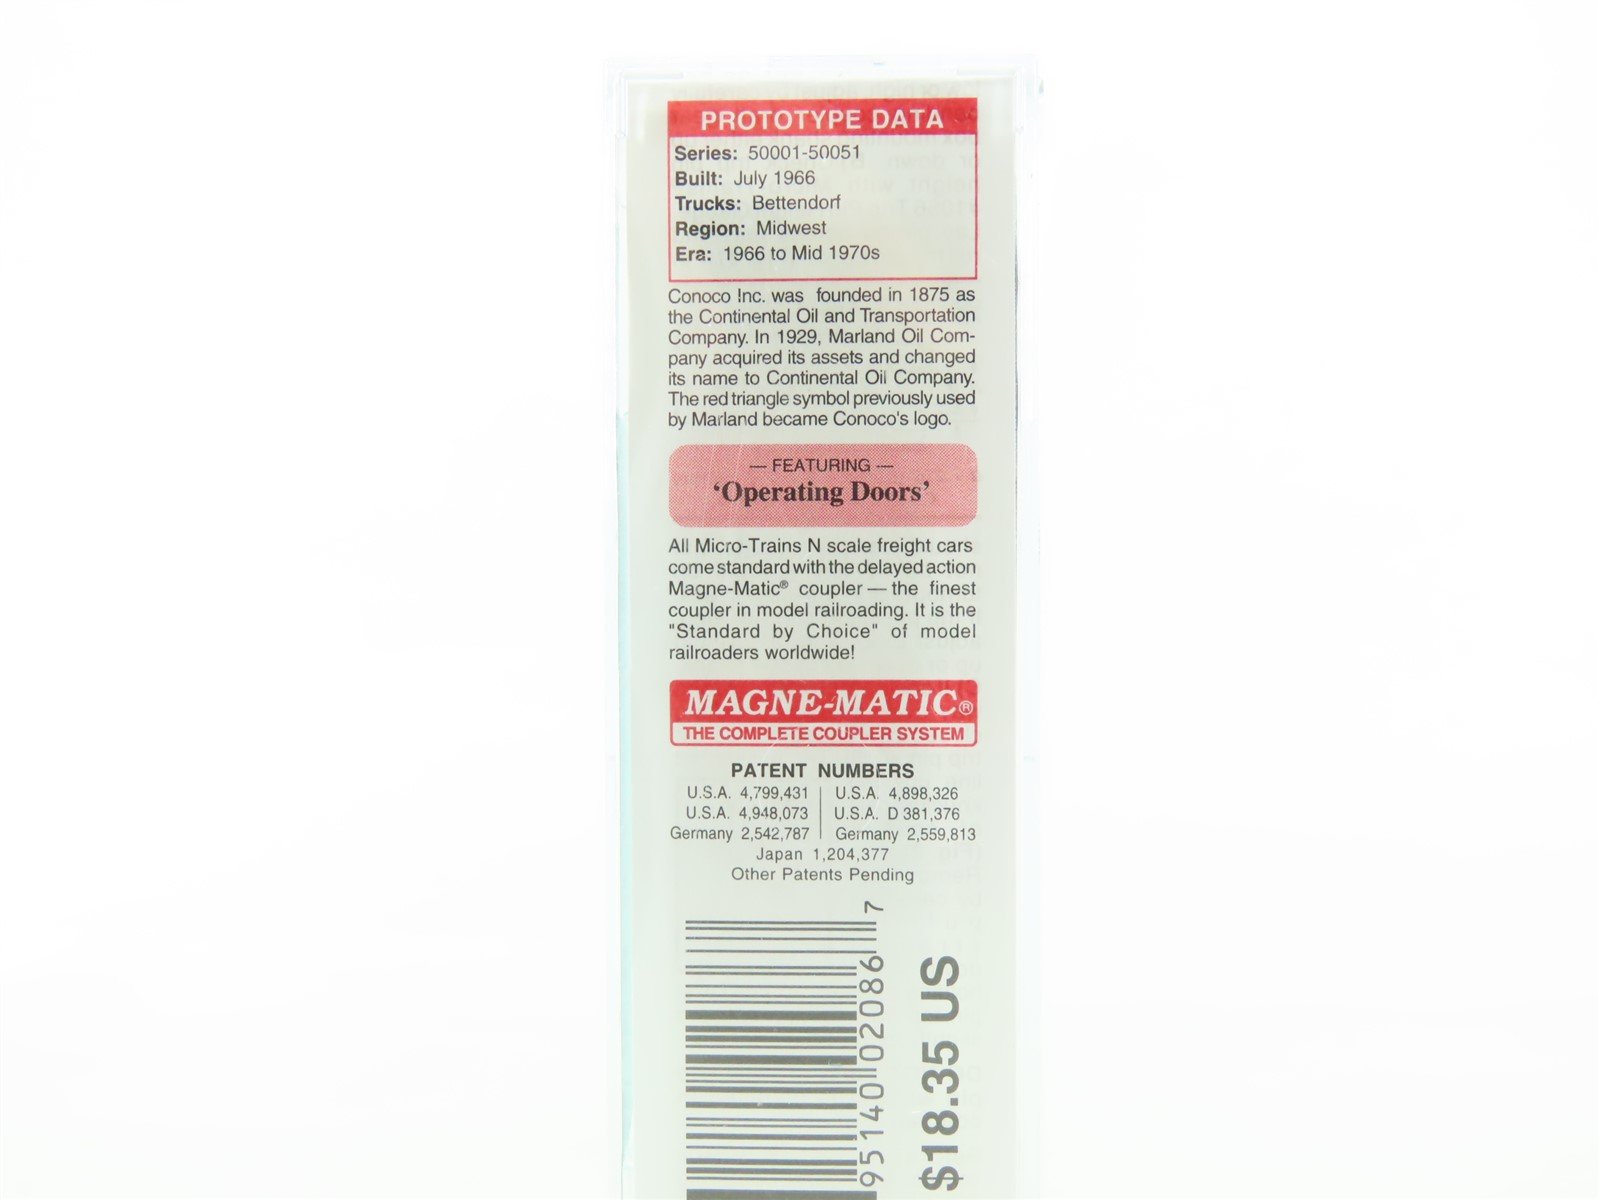 PROTOTYPE DATA
Series: 50001-50051
Built: July 1966
Trucks: Bettendorf
Region: Midwest
Era: 1966 to Mid 1970s
Conoco Inc. was founded in 1875 as
the Continental Oil and Transportation
Company. In 1929, Marland Oil Com-
pany acquired its assets and changed
its name to Continental Oil Company.
The red triangle symbol previously used
by Marland became Conoco's logo.
— FEATURING —
‘Operating Doors’
All Micro-Trains N scale freight cars
come standard with the delayed action
Magne-Matic® coupler — the finest
coupler in model railroading. It is the
"Standard by Choice" of model
railroaders worldwide!
MAGNE-MATIC®
THE COMPLETE COUPLER SYSTEM
PATENT NUMBERS
U.S.A. 4,799,431 | U.S.A. 4,898,326
U.S.A. 4,948,073 | U.S.A. D 381,376
Germany 2,542,787 | Germany 2,559,813
Japan 1,204,377
Other Patents Pending
95140 02086 7
$18.35 US